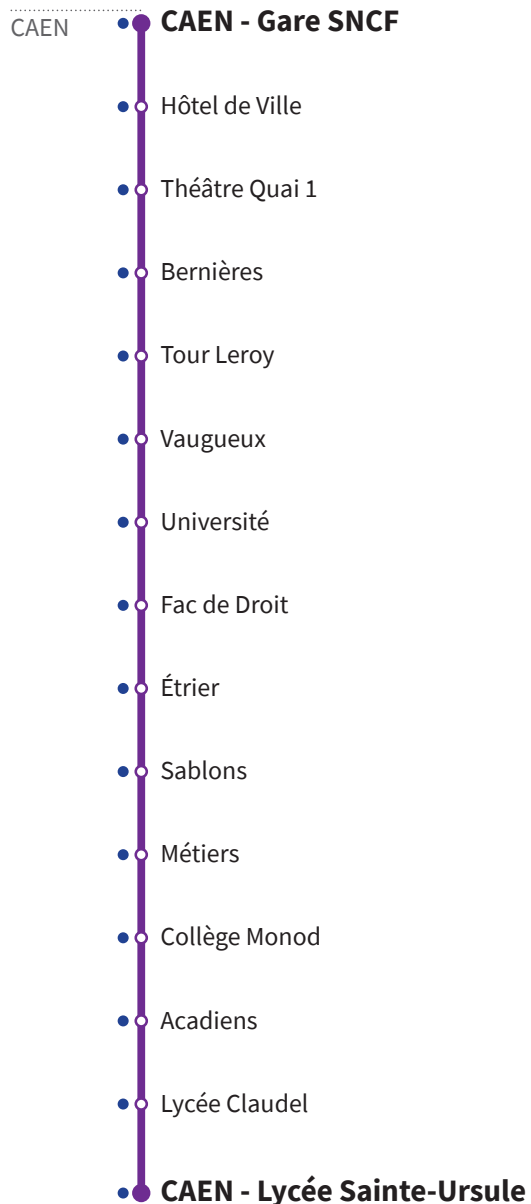 CAEN
CAEN - Gare SNCF
Hôtel de Ville
Théâtre Quai 1
Bernières
Tour Leroy
Vaugueux
Université
Fac de Droit
Étrier
Sablons
Métiers
Collège Monod
Acadiens
Lycée Claudel
CAEN - Lycée Sainte-Ursule